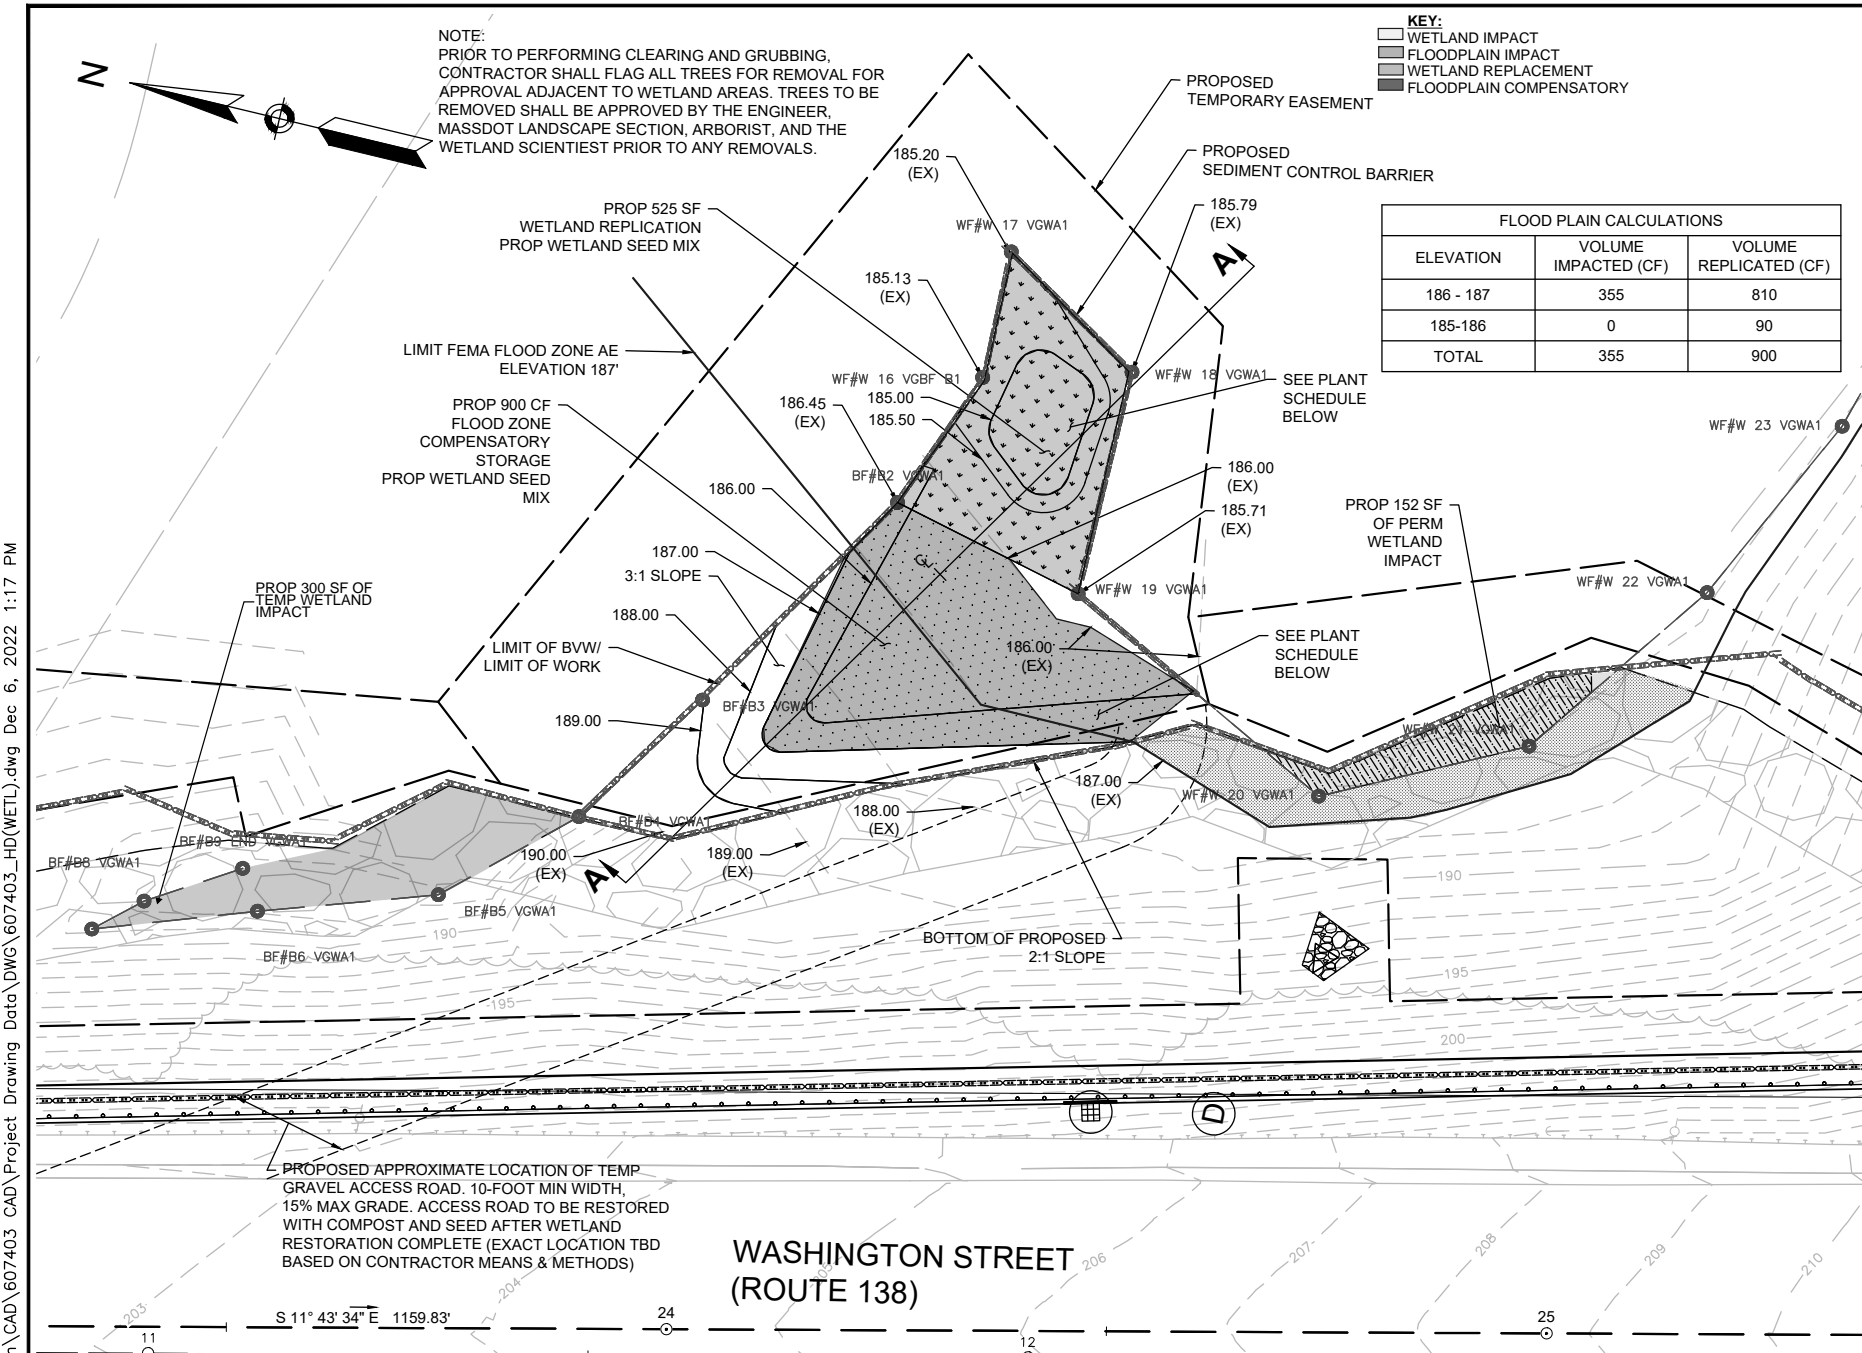 NOTE:
PRIOR TO PERFORMING CLEARING AND GRUBBING,
CONTRACTOR SHALL FLAG ALL TREES FOR REMOVAL FOR
APPROVAL ADJACENT TO WETLAND AREAS. TREES TO BE
REMOVED SHALL BE APPROVED BY THE ENGINEER,
MASSDOT LANDSCAPE SECTION, ARBORIST, AND THE
WETLAND SCIENTIEST PRIOR TO ANY REMOVALS.
N
KEY:
WETLAND IMPACT
FLOODPLAIN IMPACT
WETLAND REPLACEMENT
FLOODPLAIN COMPENSATORY
PROPOSED
TEMPORARY EASEMENT
PROPOSED
SEDIMENT CONTROL BARRIER
185.20
(EX)
185.79
(EX)
WF#W 17 VGWA1
A
PROP 525 SF
WETLAND REPLICATION
PROP WETLAND SEED MIX
FLOOD PLAIN CALCULATIONS
ELEVATION
VOLUME
IMPACTED (CF)
VOLUME
REPLICATED (CF)
186 - 187
355
810
185-186
0
90
TOTAL
355
900
185.13
(EX)
LIMIT FEMA FLOOD ZONE AE
ELEVATION 187'
WF#W 16 VGBF B1
185.00
185.50
186.45
(EX)
WF#W 18 VGWA1
SEE PLANT
SCHEDULE
BELOW
WF#W 23 VGWA1
PROP 900 CF
FLOOD ZONE
COMPENSATORY
STORAGE
PROP WETLAND SEED
MIX
BF#B2 VGWA1
186.00
186.00
(EX)
185.71
(EX)
PROP 152 SF
OF PERM
WETLAND
IMPACT
187.00
3:1 SLOPE
188.00
WF#W 19 VGWA1
WF#W 22 VGWA1
PROP 300 SF OF
TEMP WETLAND
IMPACT
LIMIT OF BVW/
LIMIT OF WORK
186.00
(EX)
SEE PLANT
SCHEDULE
BELOW
189.00
BF#B3 VGWA1
WF#W 21 VGWA1
187.00
(EX)
WF#W 20 VGWA1
188.00
(EX)
BF#B4 VGWA1
BF#B9 END VGWA1
BF#B8 VGWA1
190.00
(EX)
A
189.00
(EX)
BF#B5 VGWA1
190
190
BF#B6 VGWA1
BOTTOM OF PROPOSED
2:1 SLOPE
195
195
200
D
PROPOSED APPROXIMATE LOCATION OF TEMP
GRAVEL ACCESS ROAD. 10-FOOT MIN WIDTH,
15% MAX GRADE. ACCESS ROAD TO BE RESTORED
WITH COMPOST AND SEED AFTER WETLAND
RESTORATION COMPLETE (EXACT LOCATION TBD
BASED ON CONTRACTOR MEANS & METHODS)
WASHINGTON STREET
(ROUTE 138)
203
204
205
206
207
208
209
210
S 11° 43' 34" E 1159.83'
24
25
11
12
n\CAD\607403 CAD\Project Drawing Data\DWG\607403_HD(WETL).dwg Dec 6, 2022 1:17 PM